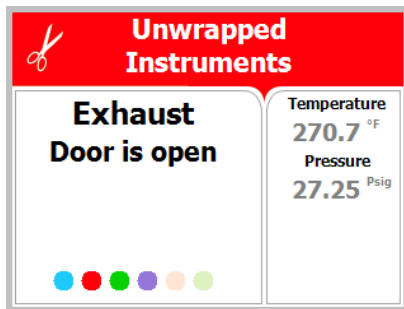 Unwrapped
Instruments
Exhaust
Door is open
Temperature
270.7 °F
Pressure
27.25 Psig